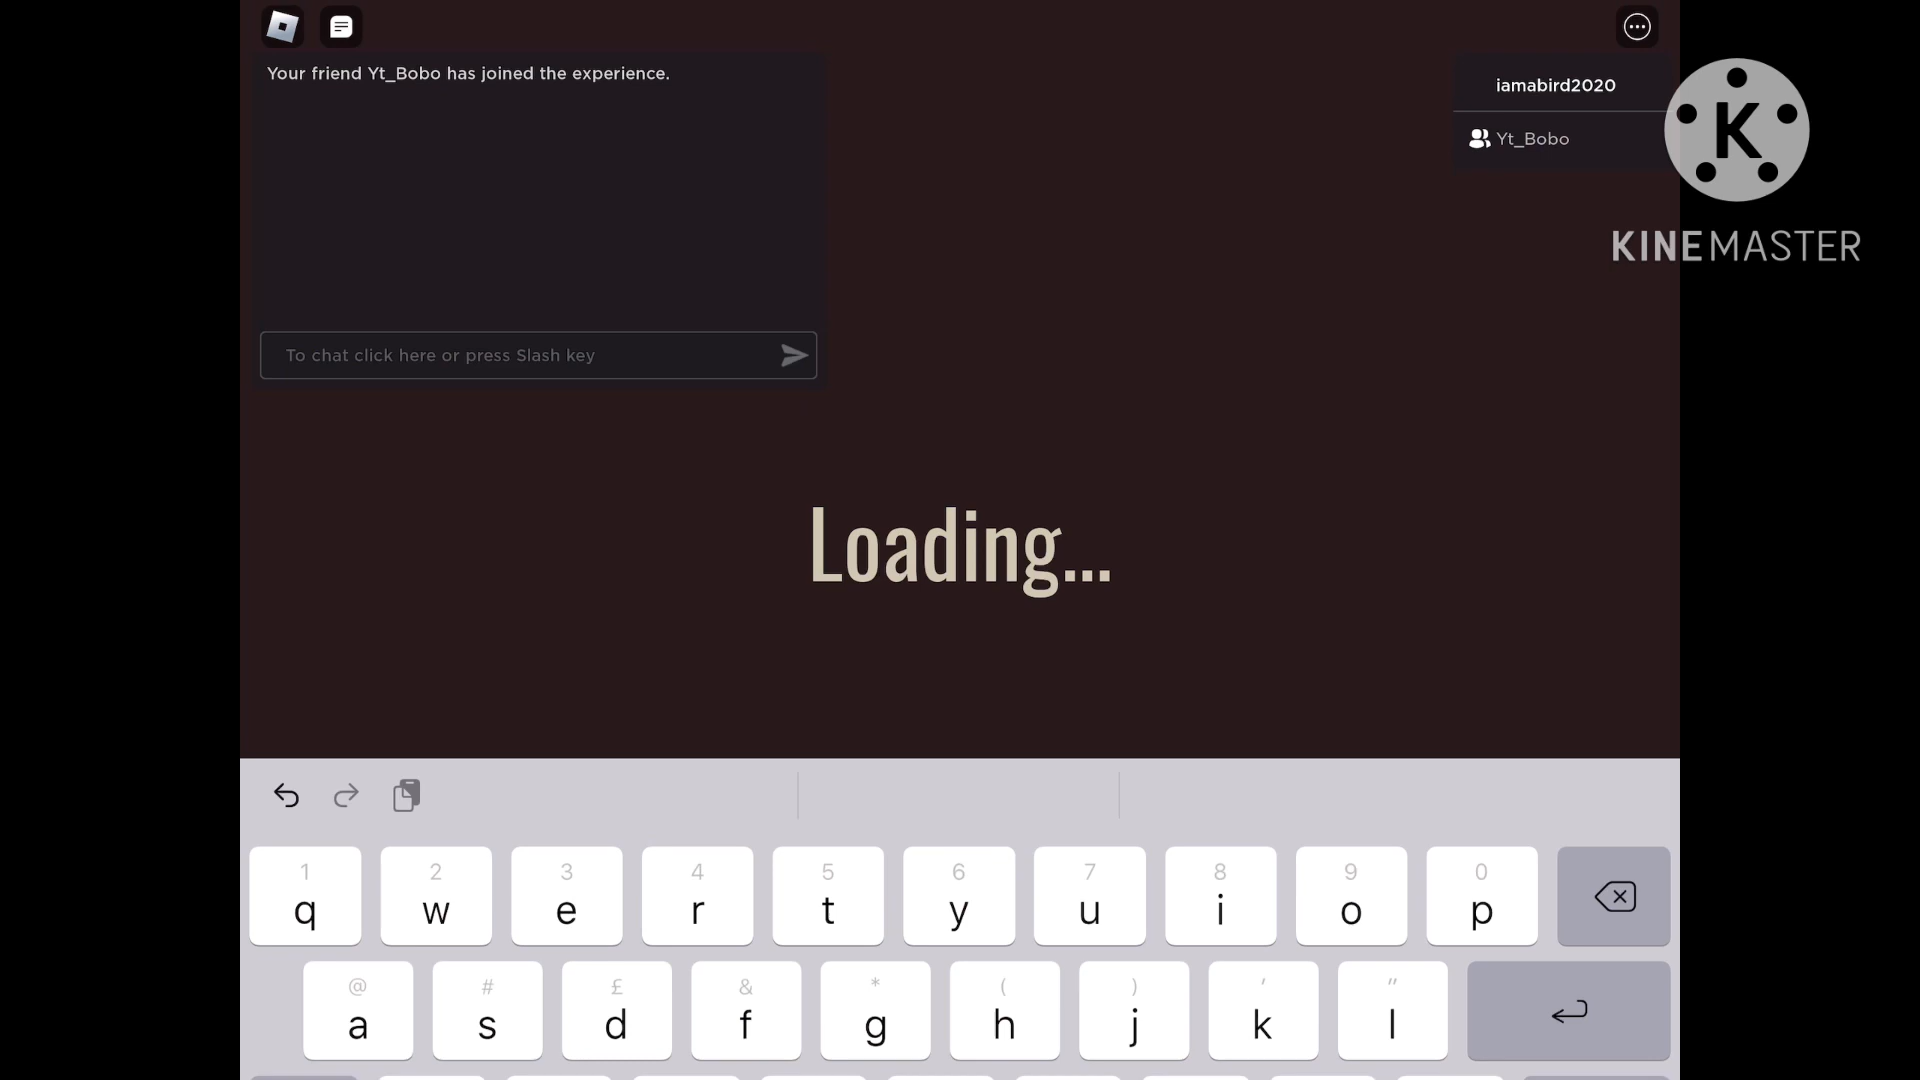 Your friend Yt_Bobo has joined the experience.
iamabird2020
Yt_Bobo
K
KINEMASTER
To chat click here or press Slash key
Loading...
1 2 3 4 5 6 7 8 9 0
q w e r t y u i o p
@ # £ & * ( ) ' "
a s d f g h j k l